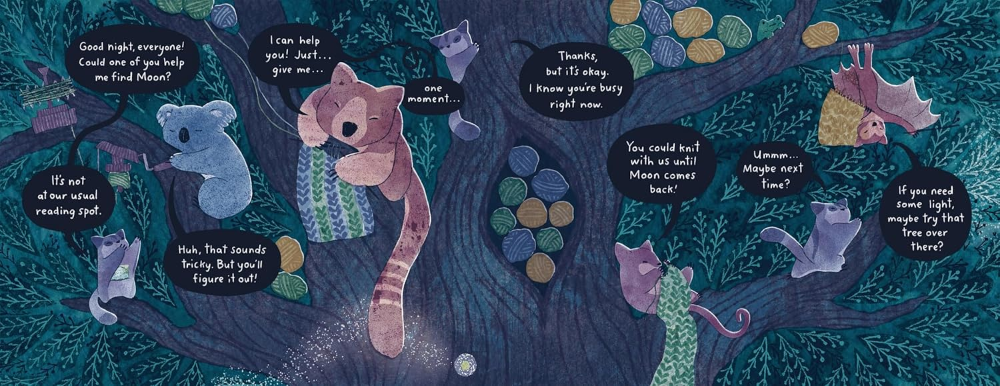 Good night, everyone!
Could one of you help
me find Moon?
It's not
at our usual
reading spot.
Huh, that sounds
tricky. But you'll
figure it out!
I can help
you! Just...
give me...
one
moment...
Thanks,
but it's okay.
I know you're busy
right now.
You could knit
with us until
Moon comes
back!
Ummm...
Maybe next
time?
If you need
some light,
maybe try that
tree over
there?